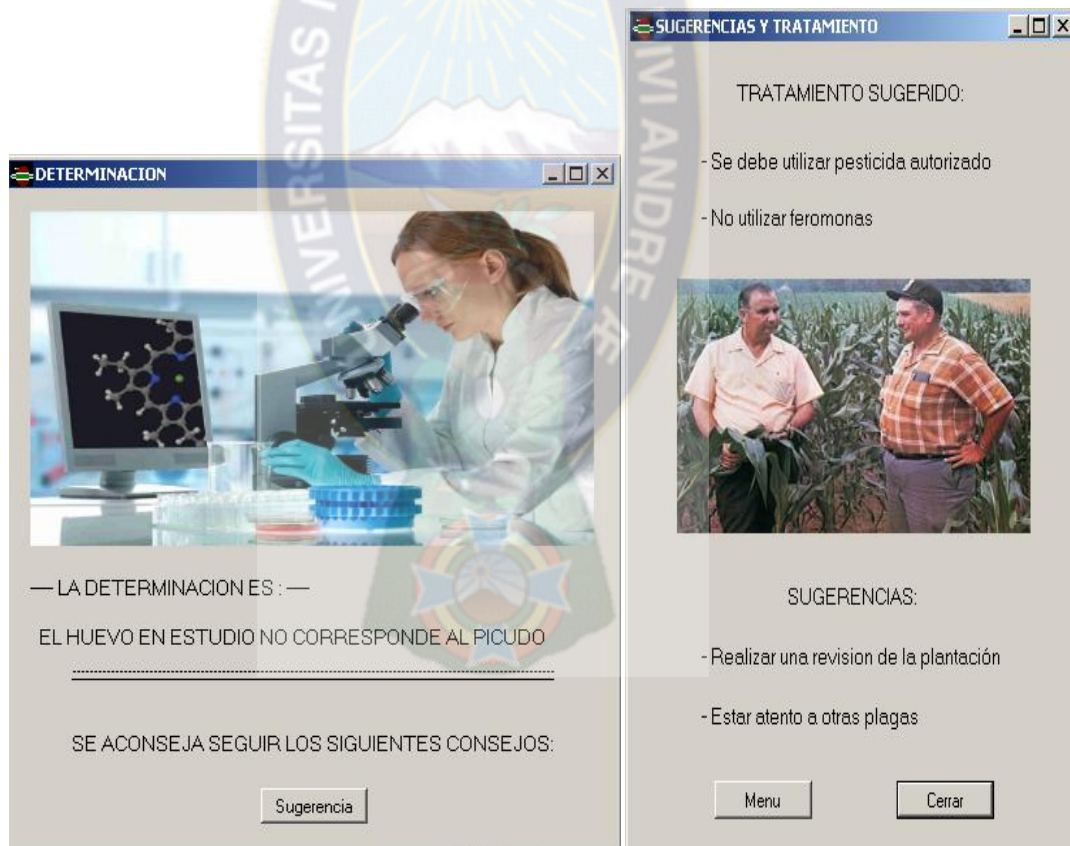 DETERMINACION
— LA DETERMINACION ES : —
EL HUEVO EN ESTUDIO NO CORRESPONDE AL PICUDO
SE ACONSEJA SEGUIR LOS SIGUIENTES CONSEJOS:
Sugerencia
SUGERENCIAS Y TRATAMIENTO
TRATAMIENTO SUGERIDO:
- Se debe utilizar pesticida autorizado
- No utilizar feromonas
SUGERENCIAS:
- Realizar una revision de la plantación
- Estar atento a otras plagas
Menu
Cerrar